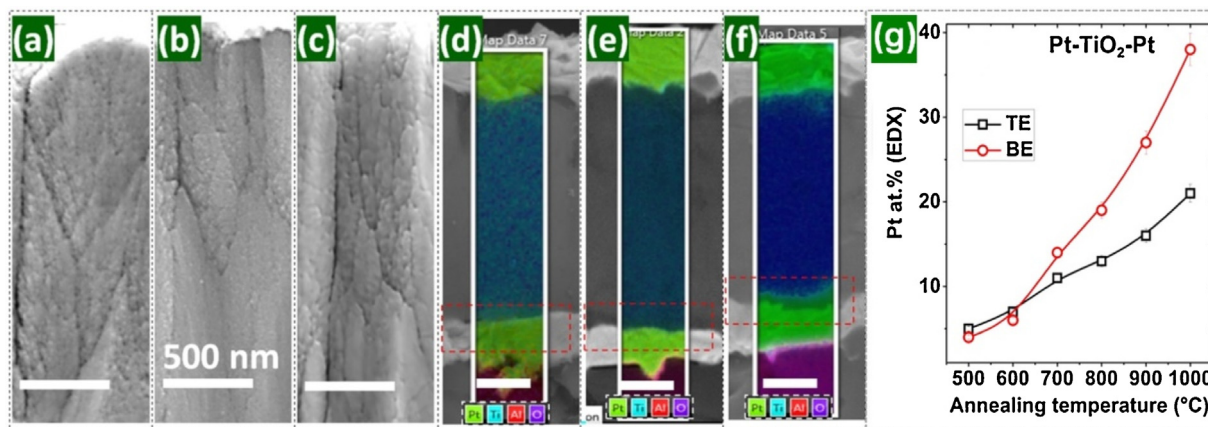 (a)
(b)
500 nm
(c)
(d)
Map Data 7
Pt Ti Al O
(e)
Map Data 2
on
Pt Ti Al O
(f)
Map Data 5
Pt Ti Al O
(g)
Pt-TiO₂-Pt
TE
BE
Pt at.% (EDX)
40
30
20
10
500 600 700 800 900 1000
Annealing temperature (°C)